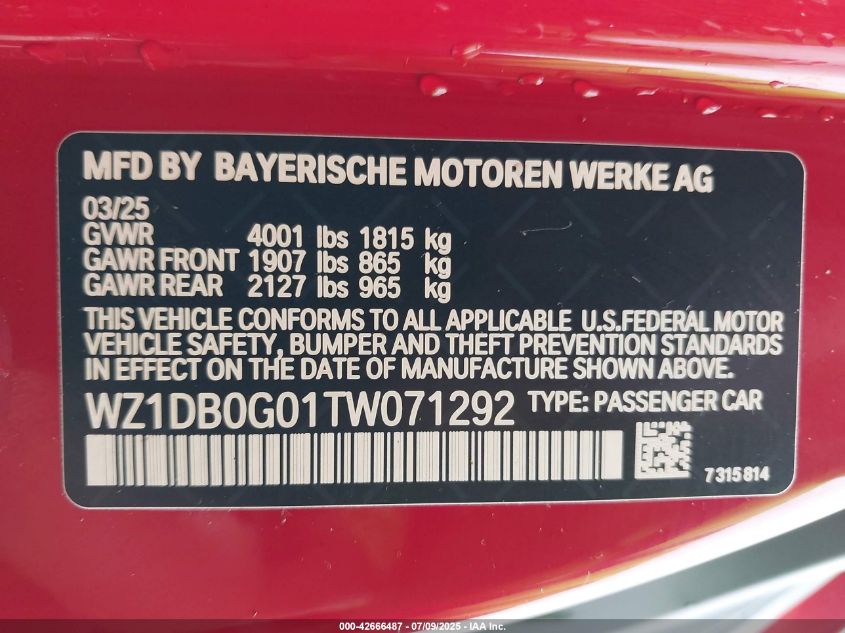 MFD BY BAYERISCHE MOTOREN WERKE AG
03/25
GVWR 4001 lbs 1815 kg
GAWR FRONT 1907 lbs 865 kg
GAWR REAR 2127 lbs 965 kg
THIS VEHICLE CONFORMS TO ALL APPLICABLE U.S.FEDERAL MOTOR
VEHICLE SAFETY, BUMPER AND THEFT PREVENTION STANDARDS
IN EFFECT ON THE DATE OF MANUFACTURE SHOWN ABOVE.
WZ1DB0G01TW071292 TYPE: PASSENGER CAR
7315814
000-42666487 - 07/09/2025 - IAA Inc.